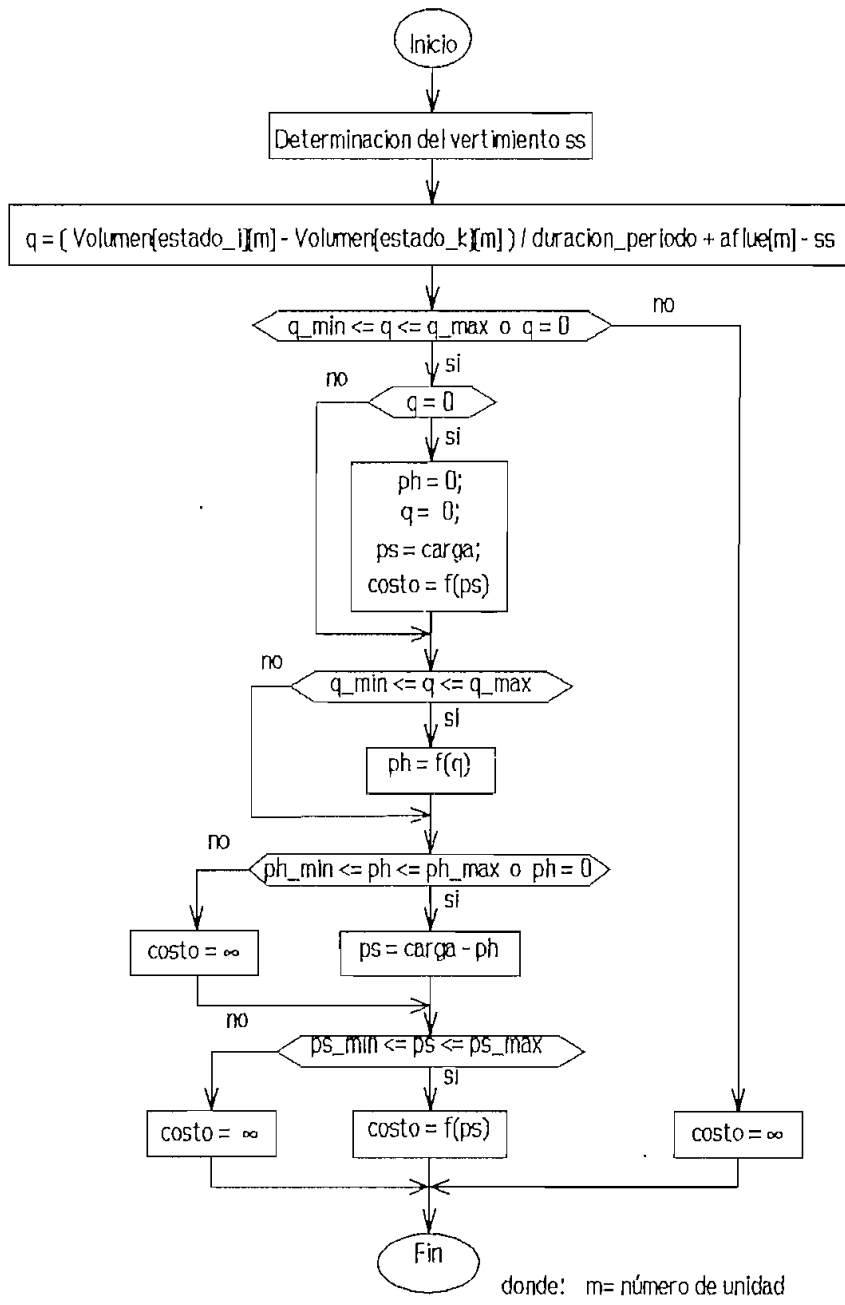 Inicio
Determinacion del vertimiento ss
q = ( Volumen[estado_i][m] - Volumen[estado_k][m] ) / duracion_periodo + aflue[m] - ss
q_min <= q <= q_max o q = 0
no
si
no
q = 0
si
ph = 0;
q = 0;
ps = carga;
costo = f(ps)
no
q_min <= q <= q_max
si
ph = f(q)
no
ph_min <= ph <= ph_max o ph = 0
si
costo = ∞
ps = carga - ph
no
ps_min <= ps <= ps_max
si
costo = ∞
costo = f(ps)
costo = ∞
Fin
donde: m= número de unidad